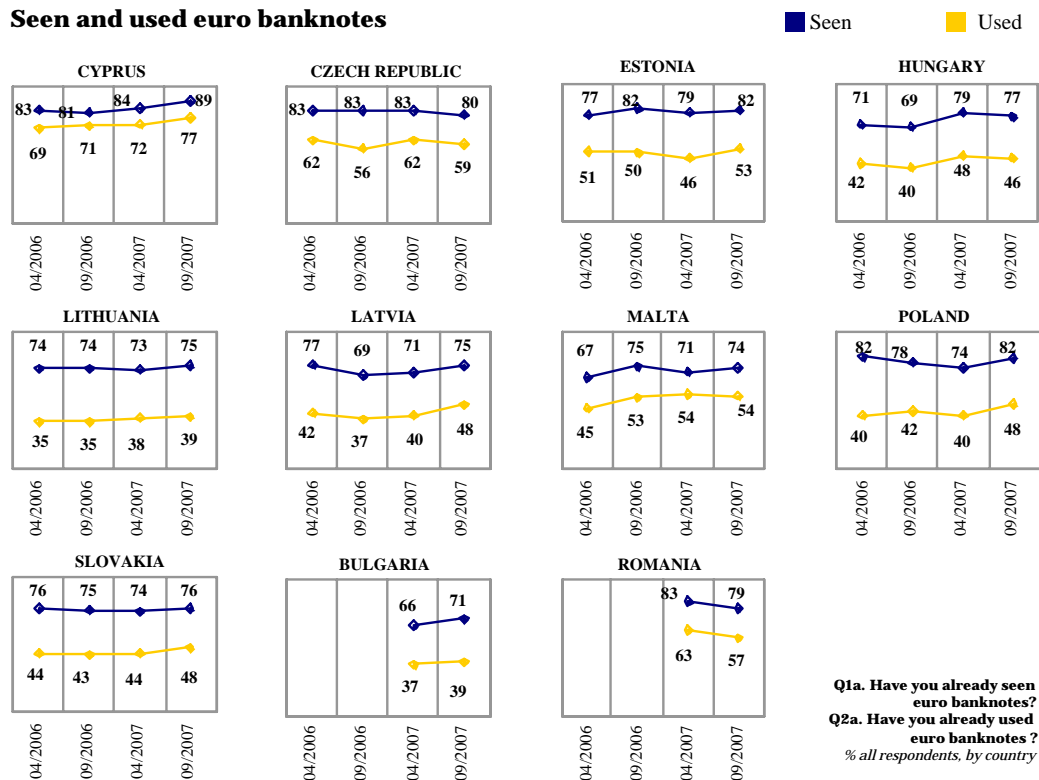 Seen and used euro banknotes
Seen Used
CYPRUS CZECH REPUBLIC ESTONIA HUNGARY
83 81 84 89
69 71 72 77
83 83 83 80
62 56 62 59
77 82 79 82
51 50 46 53
71 69 79 77
42 40 48 46
04/2006 09/2006 04/2007 09/2007
04/2006 09/2006 04/2007 09/2007
04/2006 09/2006 04/2007 09/2007
04/2006 09/2006 04/2007 09/2007
LITHUANIA LATVIA MALTA POLAND
74 74 73 75
35 35 38 39
77 69 71 75
42 37 40 48
67 75 71 74
45 53 54 54
82 78 74 82
40 42 40 48
04/2006 09/2006 04/2007 09/2007
04/2006 09/2006 04/2007 09/2007
04/2006 09/2006 04/2007 09/2007
04/2006 09/2006 04/2007 09/2007
SLOVAKIA BULGARIA ROMANIA
76 75 74 76
44 43 44 48
66 71
37 39
83 79
63 57
04/2006 09/2006 04/2007 09/2007
04/2006 09/2006 04/2007 09/2007
04/2006 09/2006 04/2007 09/2007
Q1a. Have you already seen
euro banknotes?
Q2a. Have you already used
euro banknotes ?
% all respondents, by country